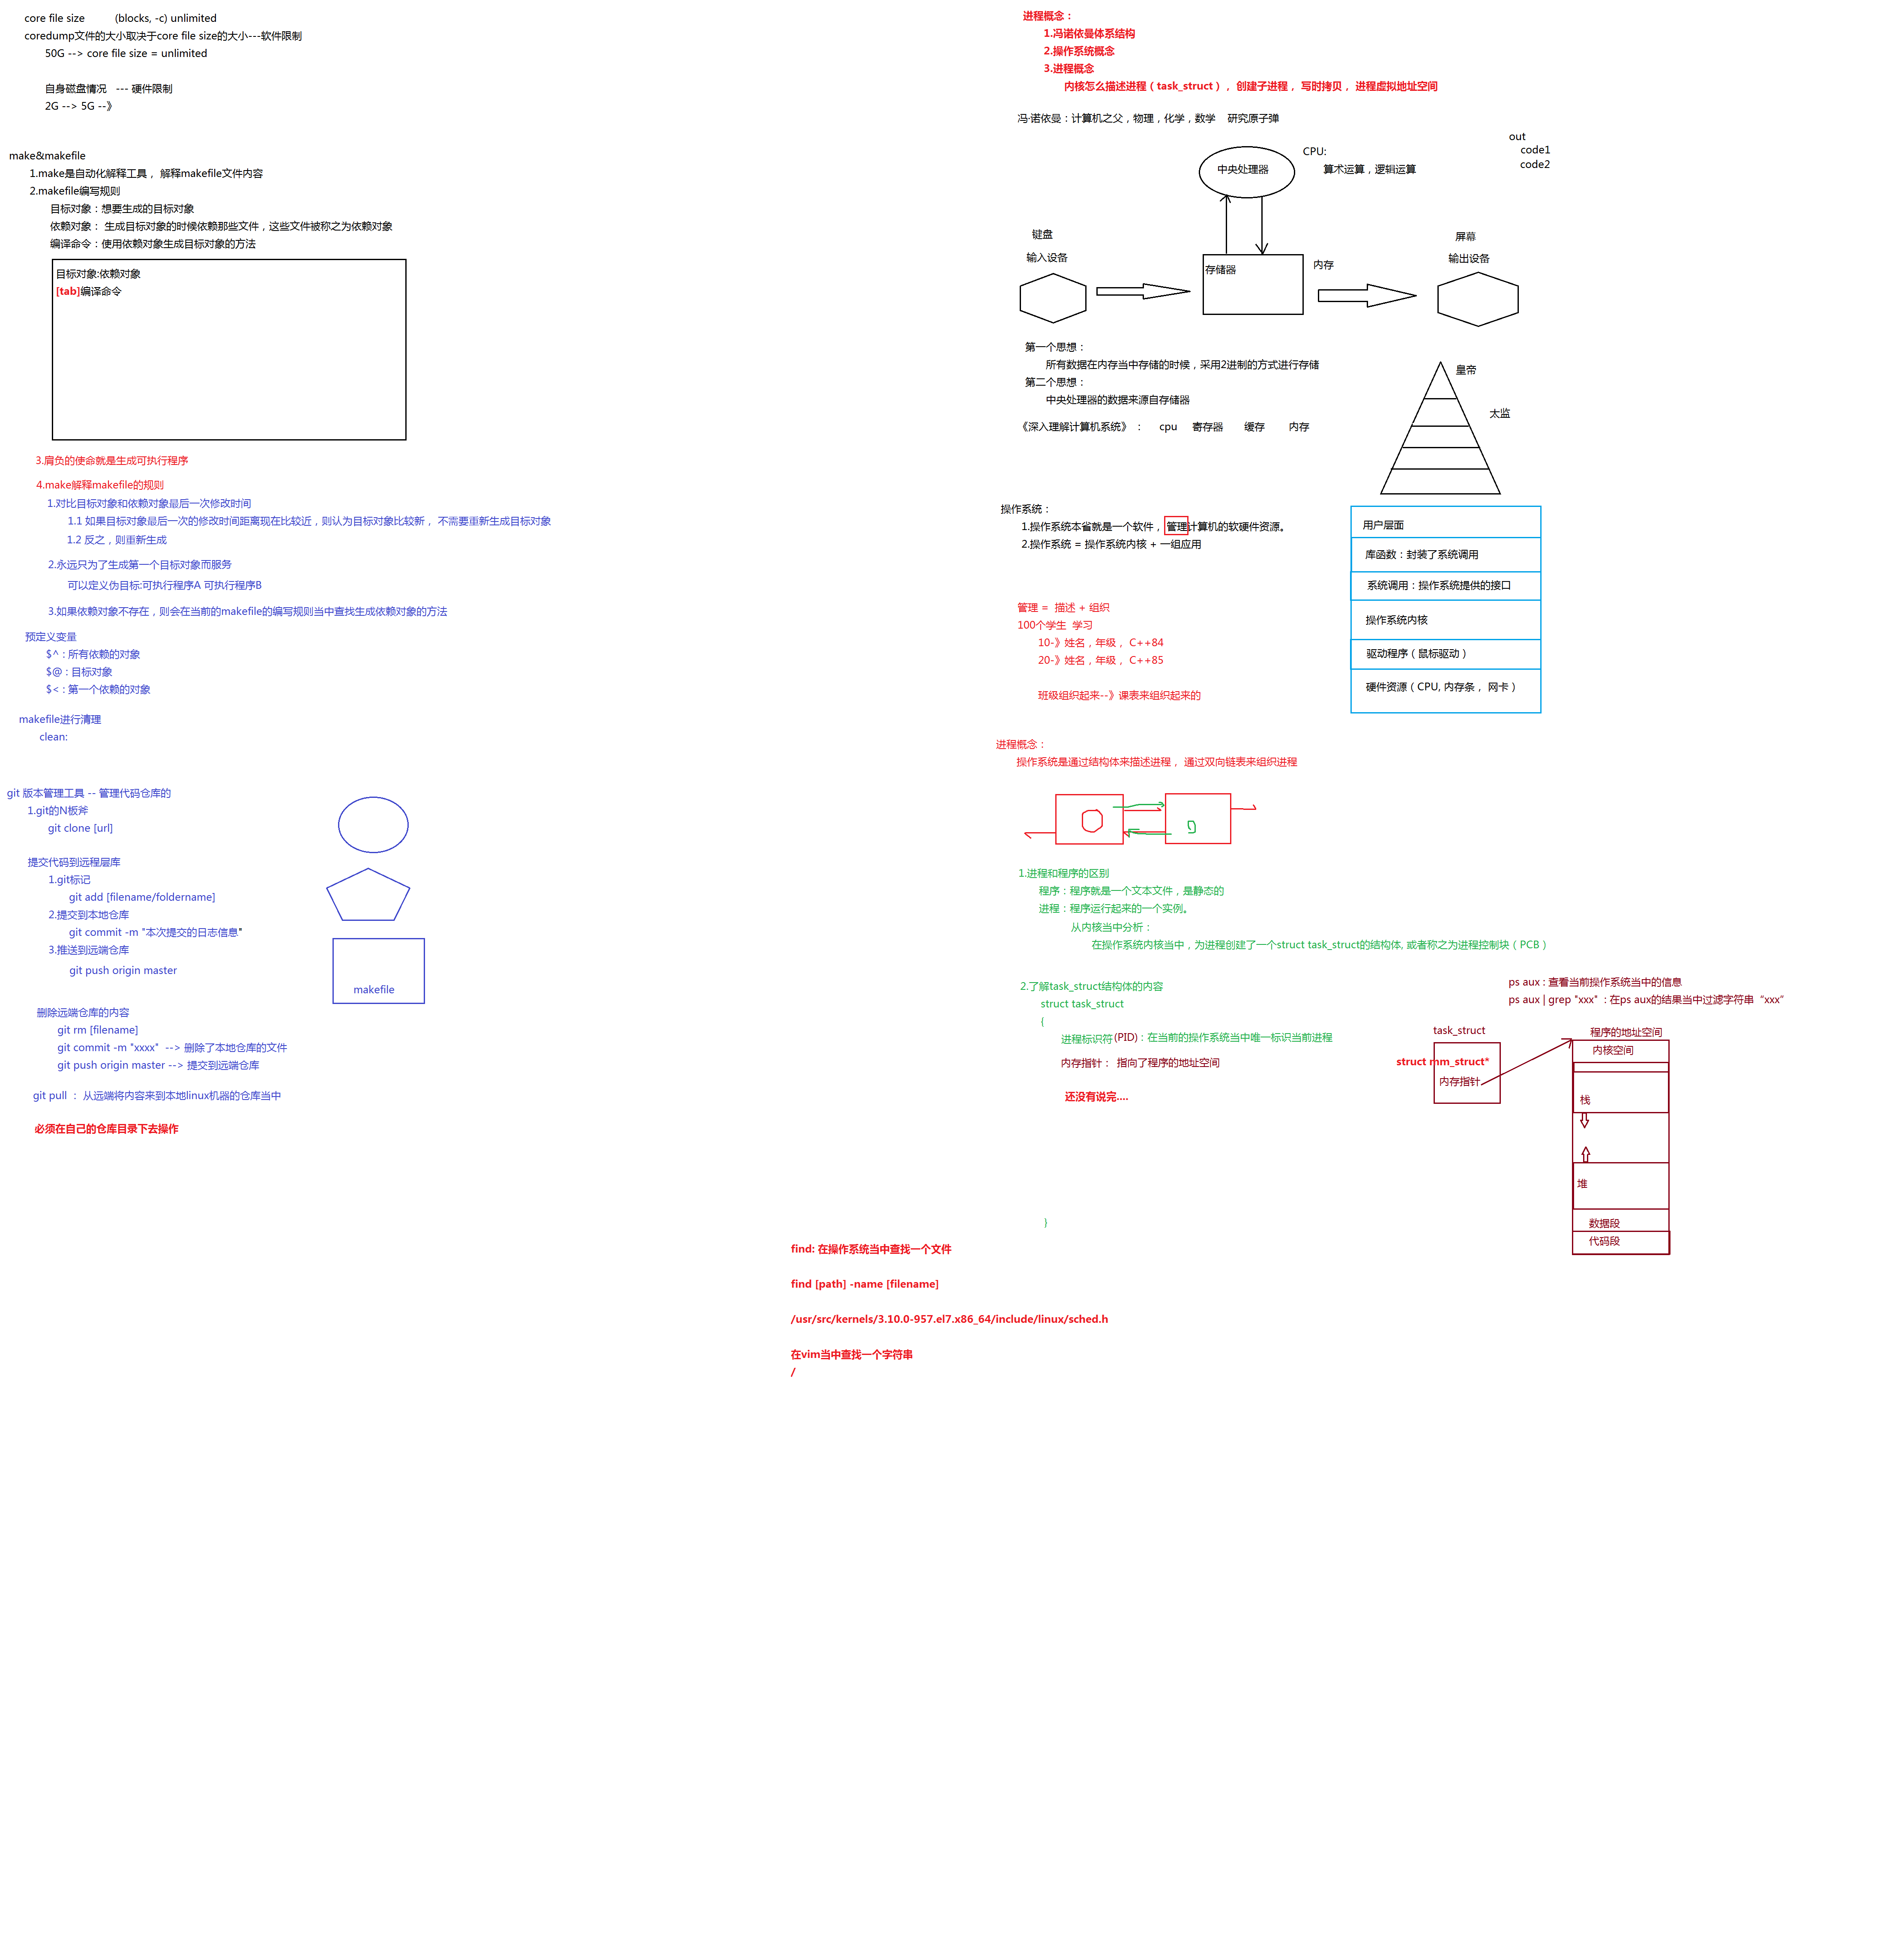 core file size (blocks, -c) unlimited
coredump文件的大小取决于core file size的大小---软件限制
50G --> core file size = unlimited
自身磁盘情况 --- 硬件限制
2G --> 5G --》
make&makefile
1.make是自动化解释工具， 解释makefile文件内容
2.makefile编写规则
目标对象：想要生成的目标对象
依赖对象： 生成目标对象的时候依赖那些文件，这些文件被称之为依赖对象
编译命令：使用依赖对象生成目标对象的方法
目标对象:依赖对象
[tab]编译命令
3.肩负的使命就是生成可执行程序
4.make解释makefile的规则
1.对比目标对象和依赖对象最后一次修改时间
1.1 如果目标对象最后一次的修改时间距离现在比较近，则认为目标对象比较新， 不需要重新生成目标对象
1.2 反之，则重新生成
2.永远只为了生成第一个目标对象而服务
可以定义伪目标:可执行程序A 可执行程序B
3.如果依赖对象不存在，则会在当前的makefile的编写规则当中查找生成依赖对象的方法
预定义变量
$^ : 所有依赖的对象
$@ : 目标对象
$< : 第一个依赖的对象
makefile进行清理
clean:
git 版本管理工具 -- 管理代码仓库的
1.git的N板斧
git clone [url]
提交代码到远程层库
1.git标记
git add [filename/foldername]
2.提交到本地仓库
git commit -m "本次提交的日志信息"
3.推送到远端仓库
git push origin master
makefile
删除远端仓库的内容
git rm [filename]
git commit -m "xxxx" --> 删除了本地仓库的文件
git push origin master --> 提交到远端仓库
git pull ： 从远端将内容来到本地linux机器的仓库当中
必须在自己的仓库目录下去操作
进程概念：
1.冯诺依曼体系结构
2.操作系统概念
3.进程概念
内核怎么描述进程（task_struct）， 创建子进程， 写时拷贝， 进程虚拟地址空间
冯·诺依曼：计算机之父，物理，化学，数学 研究原子弹
out
code1
code2
CPU:
算术运算，逻辑运算
中央处理器
键盘
输入设备
存储器
内存
屏幕
输出设备
第一个思想：
所有数据在内存当中存储的时候，采用2进制的方式进行存储
第二个思想：
中央处理器的数据来源自存储器
《深入理解计算机系统》： cpu 寄存器 缓存 内存
皇帝
太监
操作系统：
1.操作系统本省就是一个软件， 管理计算机的软硬件资源。
2.操作系统 = 操作系统内核 + 一组应用
用户层面
库函数：封装了系统调用
系统调用：操作系统提供的接口
操作系统内核
驱动程序（鼠标驱动）
硬件资源（CPU, 内存条， 网卡）
管理 = 描述 + 组织
100个学生 学习
10-》姓名，年级， C++84
20-》姓名，年级， C++85
班级组织起来--》课表来组织起来的
进程概念：
操作系统是通过结构体来描述进程， 通过双向链表来组织进程
1.进程和程序的区别
程序：程序就是一个文本文件，是静态的
进程：程序运行起来的一个实例。
从内核当中分析：
在操作系统内核当中，为进程创建了一个struct task_struct的结构体, 或者称之为进程控制块（PCB）
2.了解task_struct结构体的内容
struct task_struct
{
进程标识符(PID)：在当前的操作系统当中唯一标识当前进程
内存指针： 指向了程序的地址空间
还没有说完....
}
ps aux : 查看当前操作系统当中的信息
ps aux | grep "xxx" : 在ps aux的结果当中过滤字符串“xxx”
task_struct
struct mm_struct*
内存指针
程序的地址空间
内核空间
栈
堆
数据段
代码段
find: 在操作系统当中查找一个文件
find [path] -name [filename]
/usr/src/kernels/3.10.0-957.el7.x86_64/include/linux/sched.h
在vim当中查找一个字符串
/